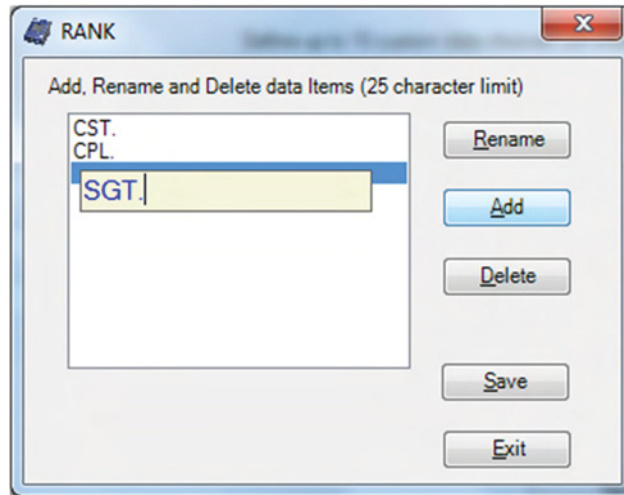 RANK
Add, Rename and Delete data Items (25 character limit)
CST.
CPL.
SGT.
Rename
Add
Delete
Save
Exit